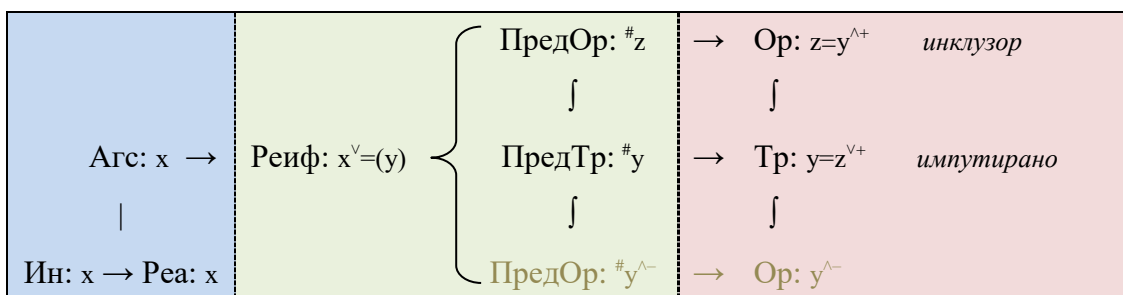 ПредОр: #z → Ор: z=y^+ инклузор
∫ ∫
Агс: x → Реиф: x˅=(y) { ПредТр: #y → Тр: y=z˅+ импутирано
| ∫ ∫
Ин: x → Реа: x ПредОр: #y^− → Ор: y^−